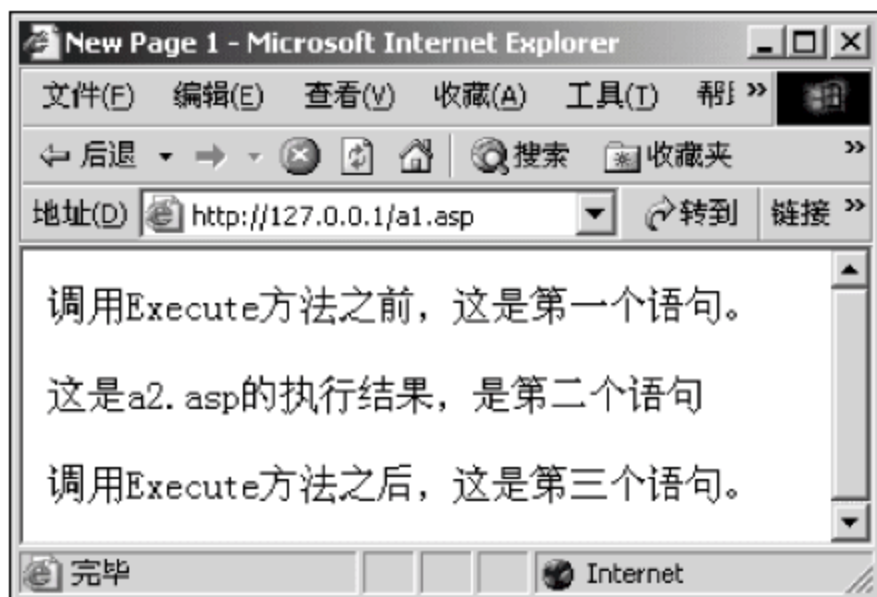 New Page 1 - Microsoft Internet Explorer
文件(F) 编辑(E) 查看(V) 收藏(A) 工具(T) »
后退 搜索 收藏夹 »
地址(D) http://127.0.0.1/a1.asp 转到 链接 »
调用Execute方法之前，这是第一个语句。
这是a2.asp的执行结果，是第二个语句
调用Execute方法之后，这是第三个语句。
完毕 Internet